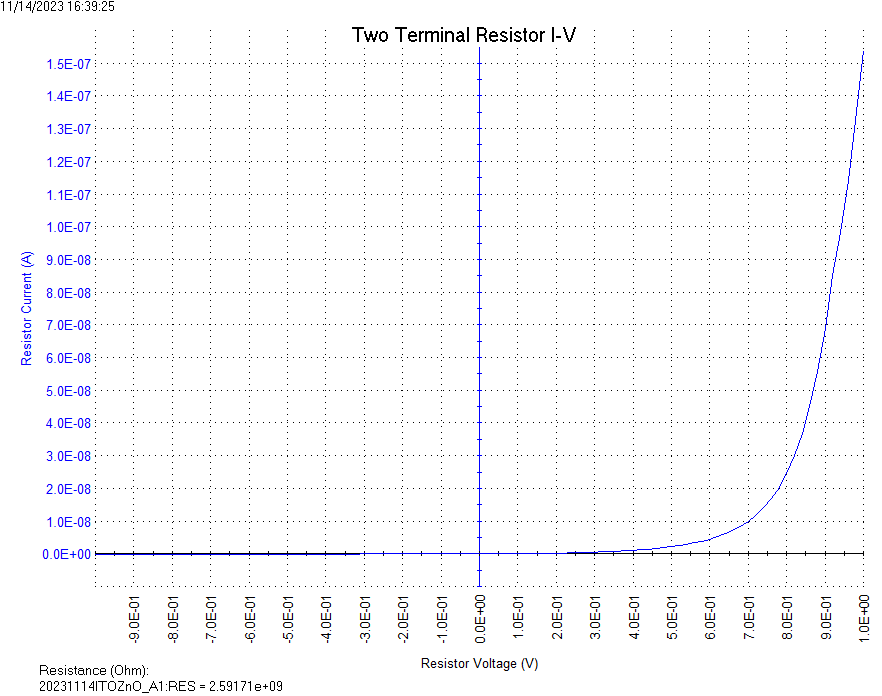 11/14/2023 16:39:25
Two Terminal Resistor I-V
1.5E-07
1.4E-07
1.3E-07
1.2E-07
1.1E-07
1.0E-07
9.0E-08
8.0E-08
7.0E-08
6.0E-08
5.0E-08
4.0E-08
3.0E-08
2.0E-08
1.0E-08
0.0E+00
Resistor Current (A)
-9.0E-01
-8.0E-01
-7.0E-01
-6.0E-01
-5.0E-01
-4.0E-01
-3.0E-01
-2.0E-01
-1.0E-01
0.0E+00
1.0E-01
2.0E-01
3.0E-01
4.0E-01
5.0E-01
6.0E-01
7.0E-01
8.0E-01
9.0E-01
1.0E+00
Resistor Voltage (V)
Resistance (Ohm):
20231114ITOZnO_A1:RES = 2.59171e+09